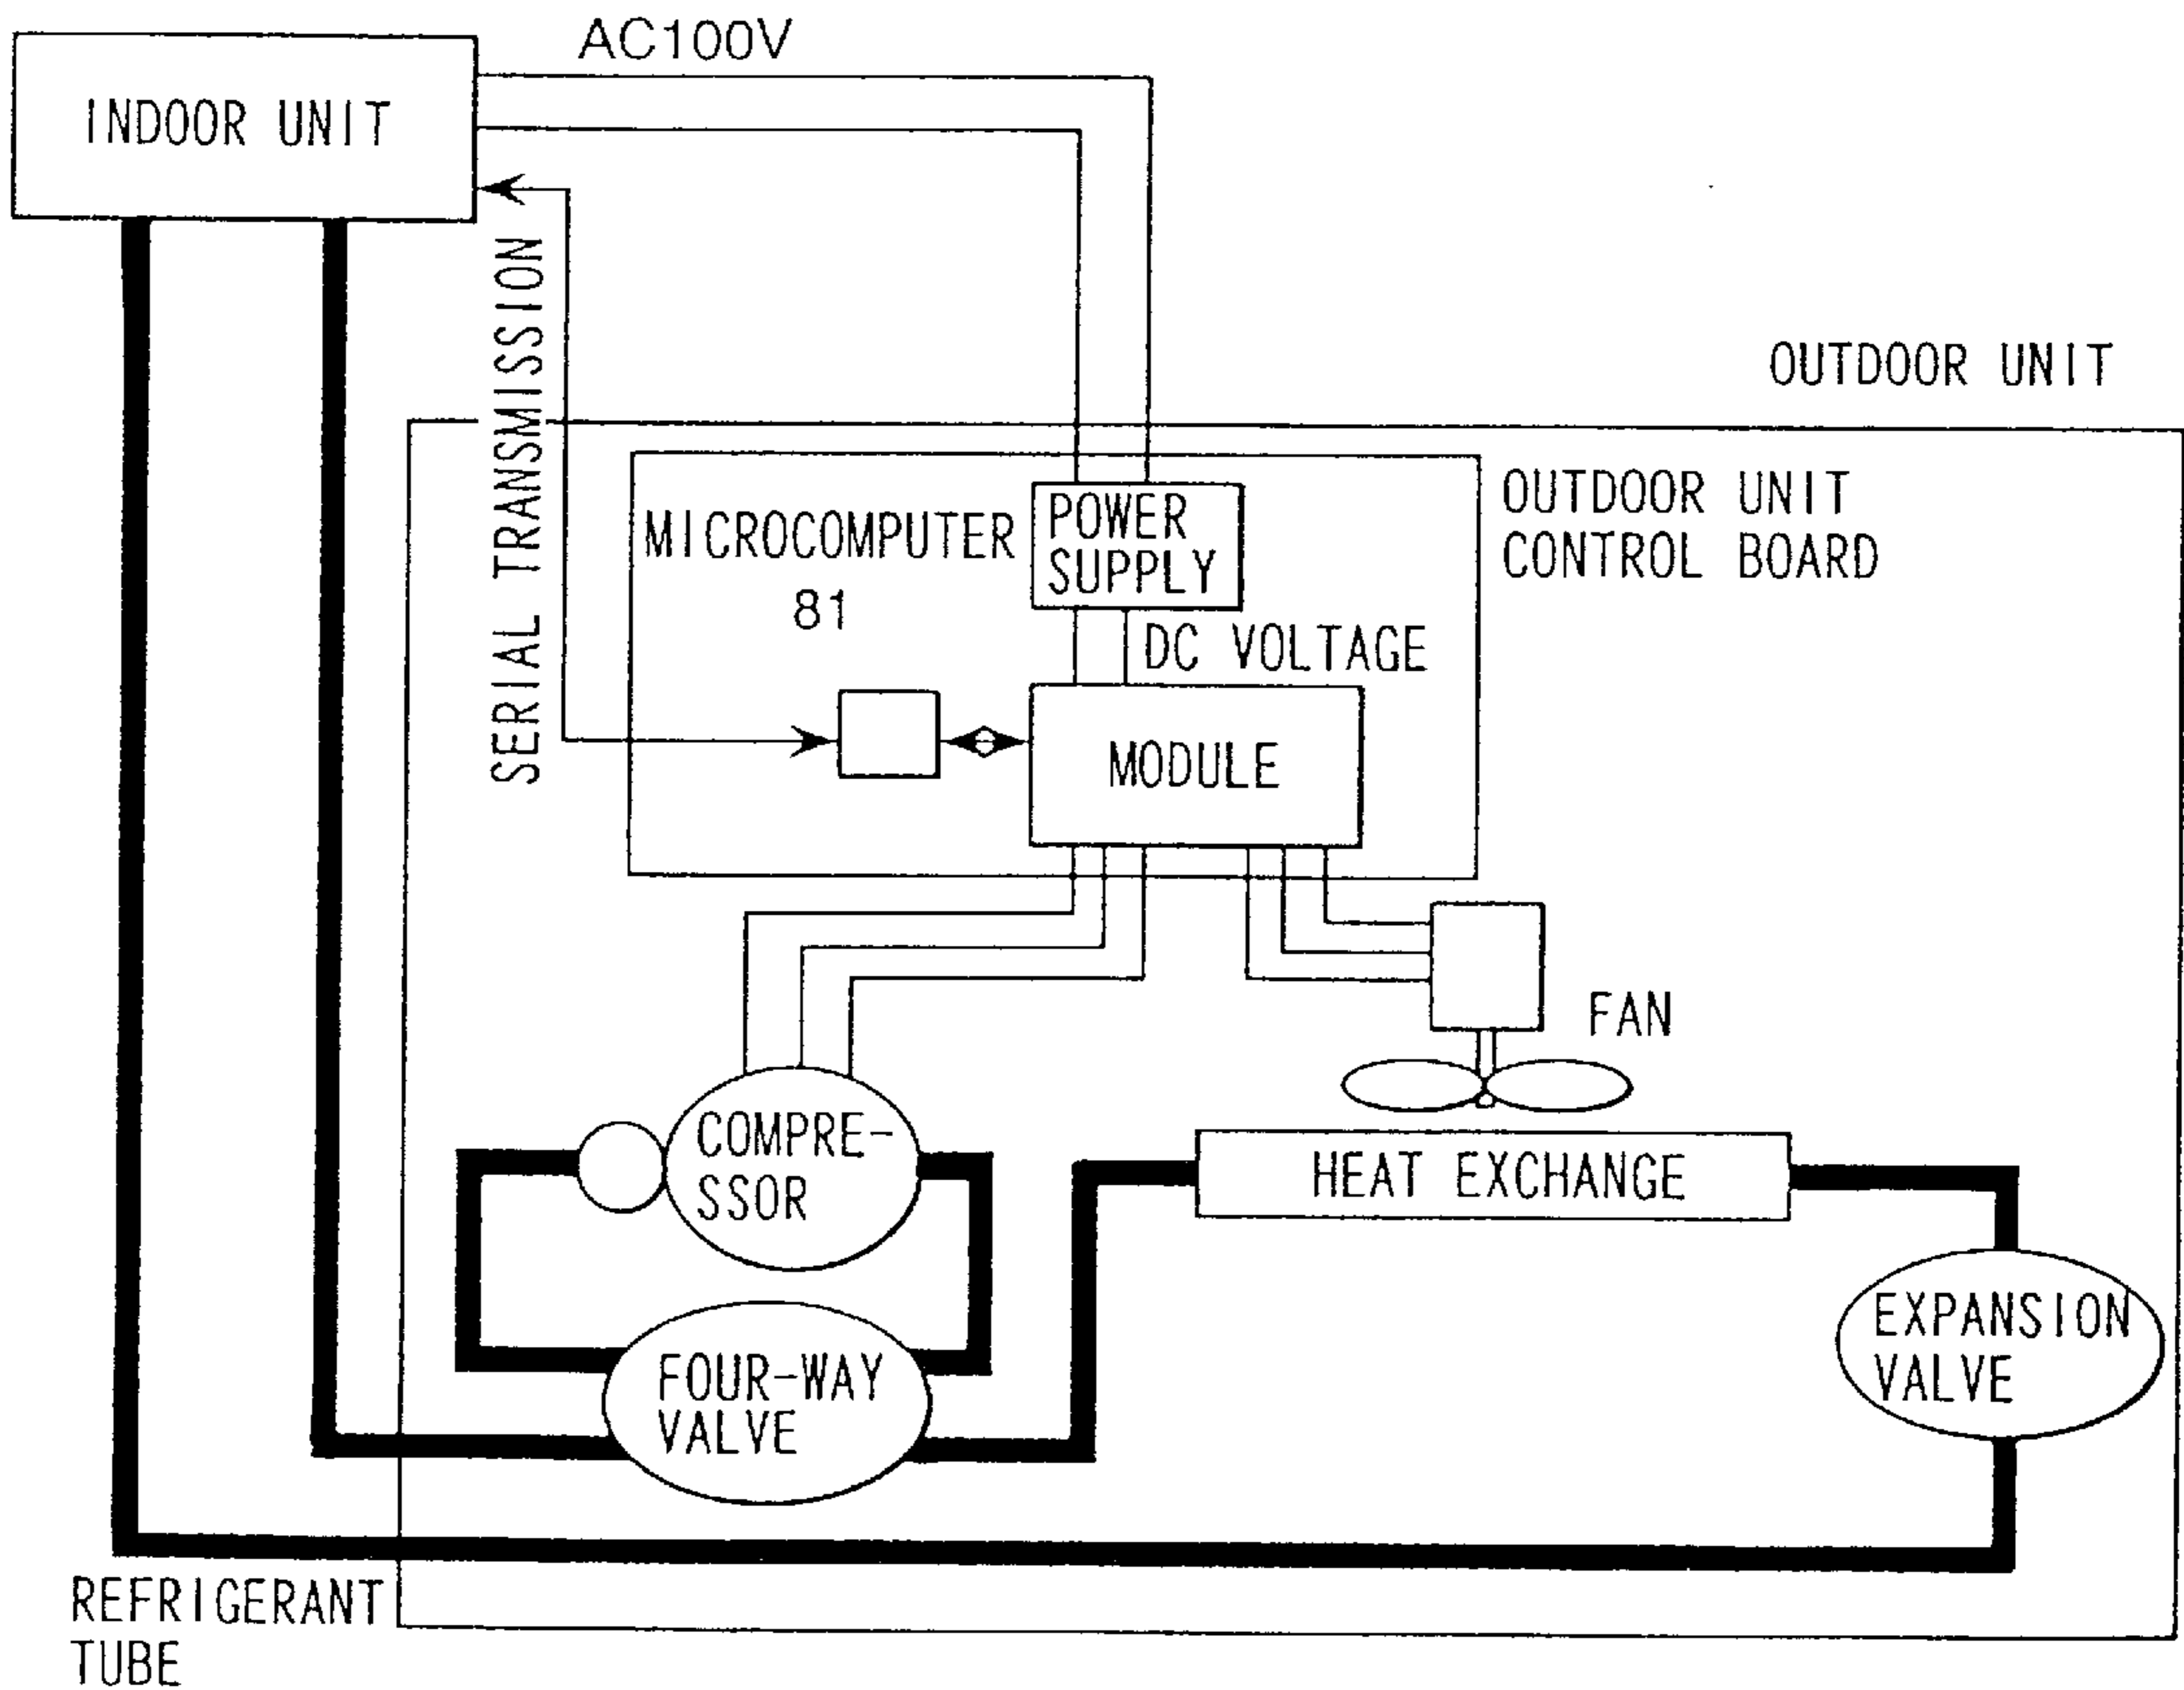 AC100V
INDOOR UNIT
SERIAL TRANSMISSION
OUTDOOR UNIT
OUTDOOR UNIT
CONTROL BOARD
MICROCOMPUTER
81
POWER
SUPPLY
DC VOLTAGE
MODULE
FAN
COMPRE-
SSOR
HEAT EXCHANGE
EXPANSION
VALVE
FOUR-WAY
VALVE
REFRIGERANT
TUBE